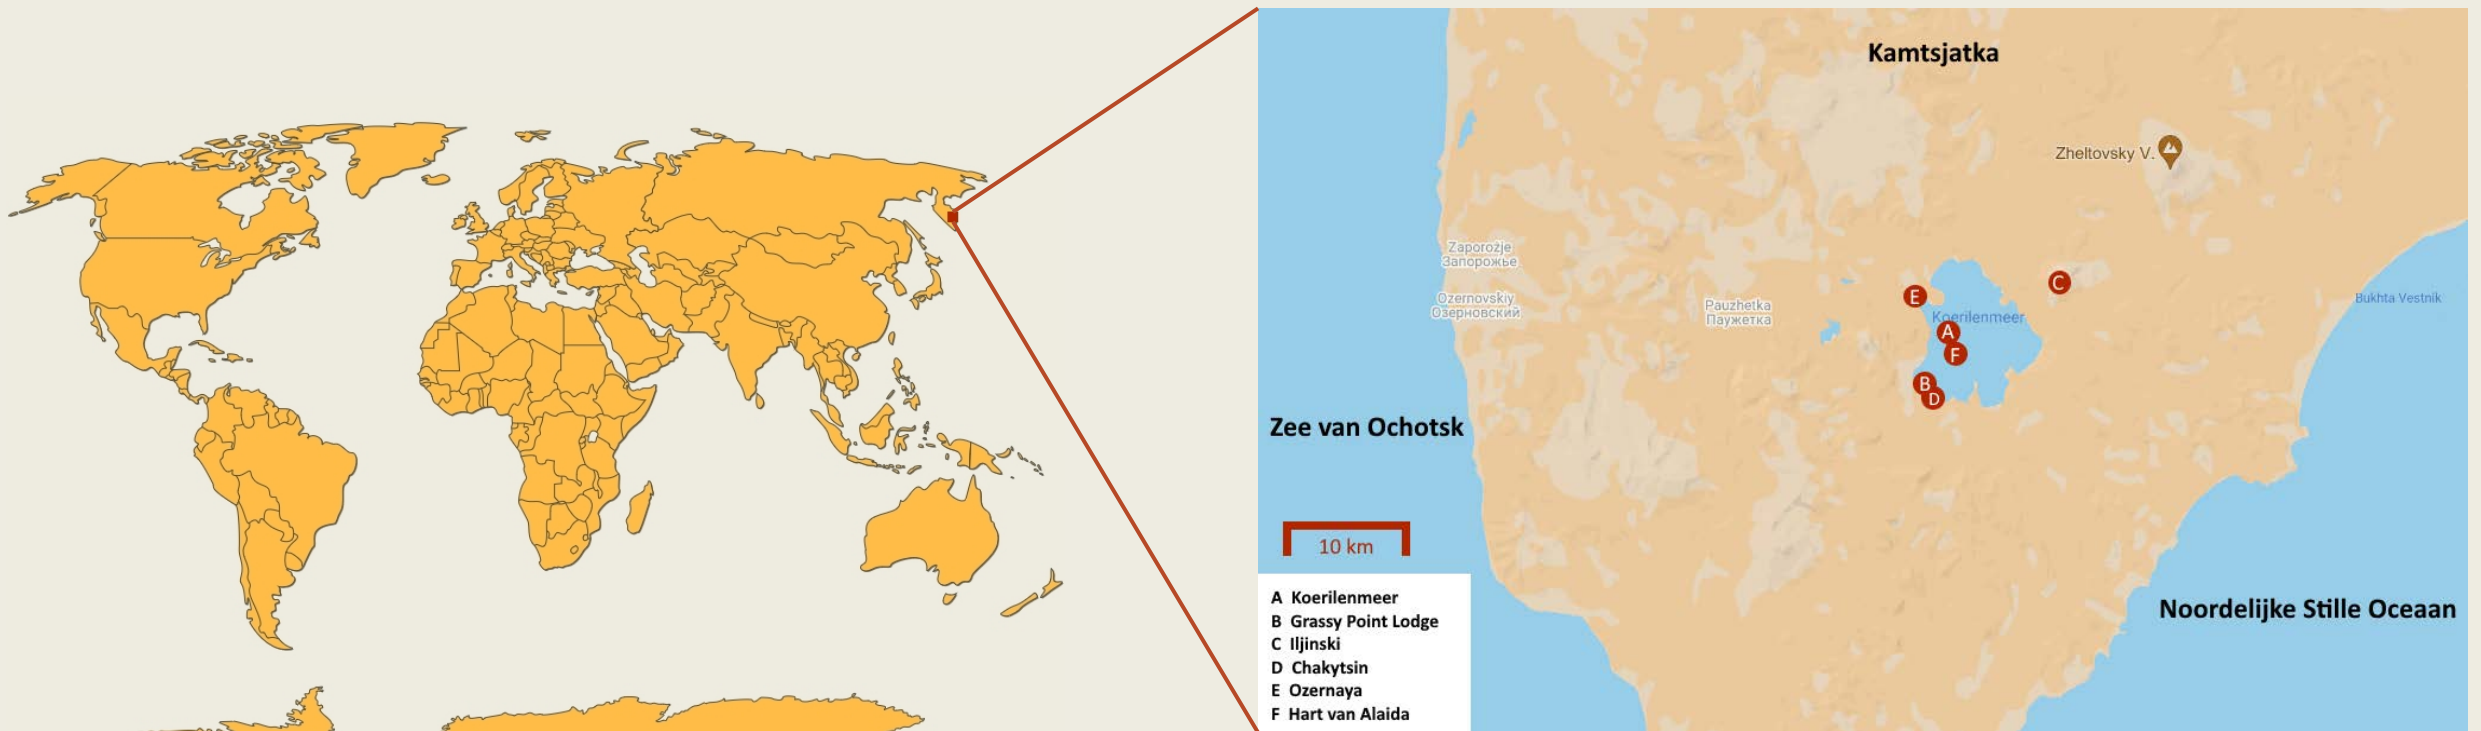 Kamtsjatka
Zheltovsky V.
Zaporožje
Запорожье
Ozernovskiy
Озерновский
Pauzhetka
Паужетка
E
C
Bukhta Vestnik
Koerilenmeer
A
F
B
D
Zee van Ochotsk
10 km
Noordelijke Stille Oceaan
A Koerilenmeer
B Grassy Point Lodge
C Iljinski
D Chakytsin
E Ozernaya
F Hart van Alaida